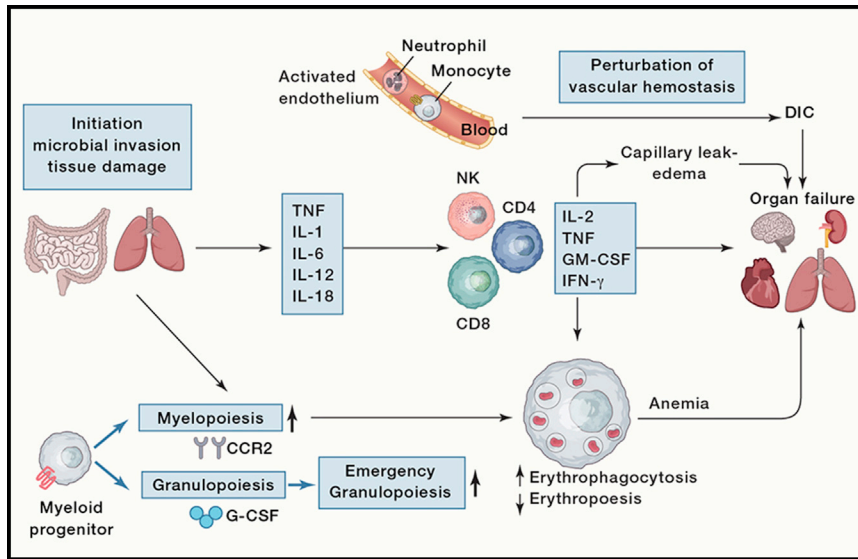 Neutrophil
Monocyte
Activated
endothelium
Blood
Perturbation of
vascular hemostasis
DIC
Initiation
microbial invasion
tissue damage
Capillary leak-
edema
Organ failure
TNF
IL-1
IL-6
IL-12
IL-18
NK
CD4
CD8
IL-2
TNF
GM-CSF
IFN-γ
Myelopoiesis
CCR2
Granulopoiesis
G-CSF
Emergency
Granulopoiesis
Myeloid
progenitor
Anemia
Erythrophagocytosis
Erythropoesis